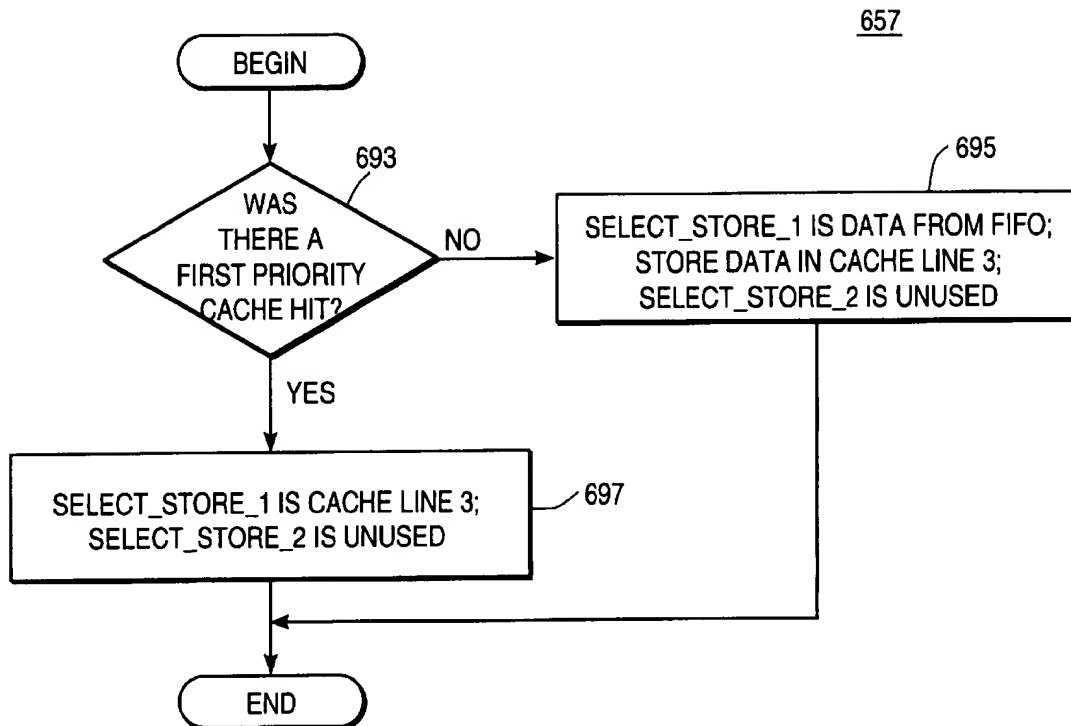 657
BEGIN
693
WAS
THERE A
FIRST PRIORITY
CACHE HIT?
NO
695
SELECT_STORE_1 IS DATA FROM FIFO;
STORE DATA IN CACHE LINE 3;
SELECT_STORE_2 IS UNUSED
YES
SELECT_STORE_1 IS CACHE LINE 3;
SELECT_STORE_2 IS UNUSED
697
END